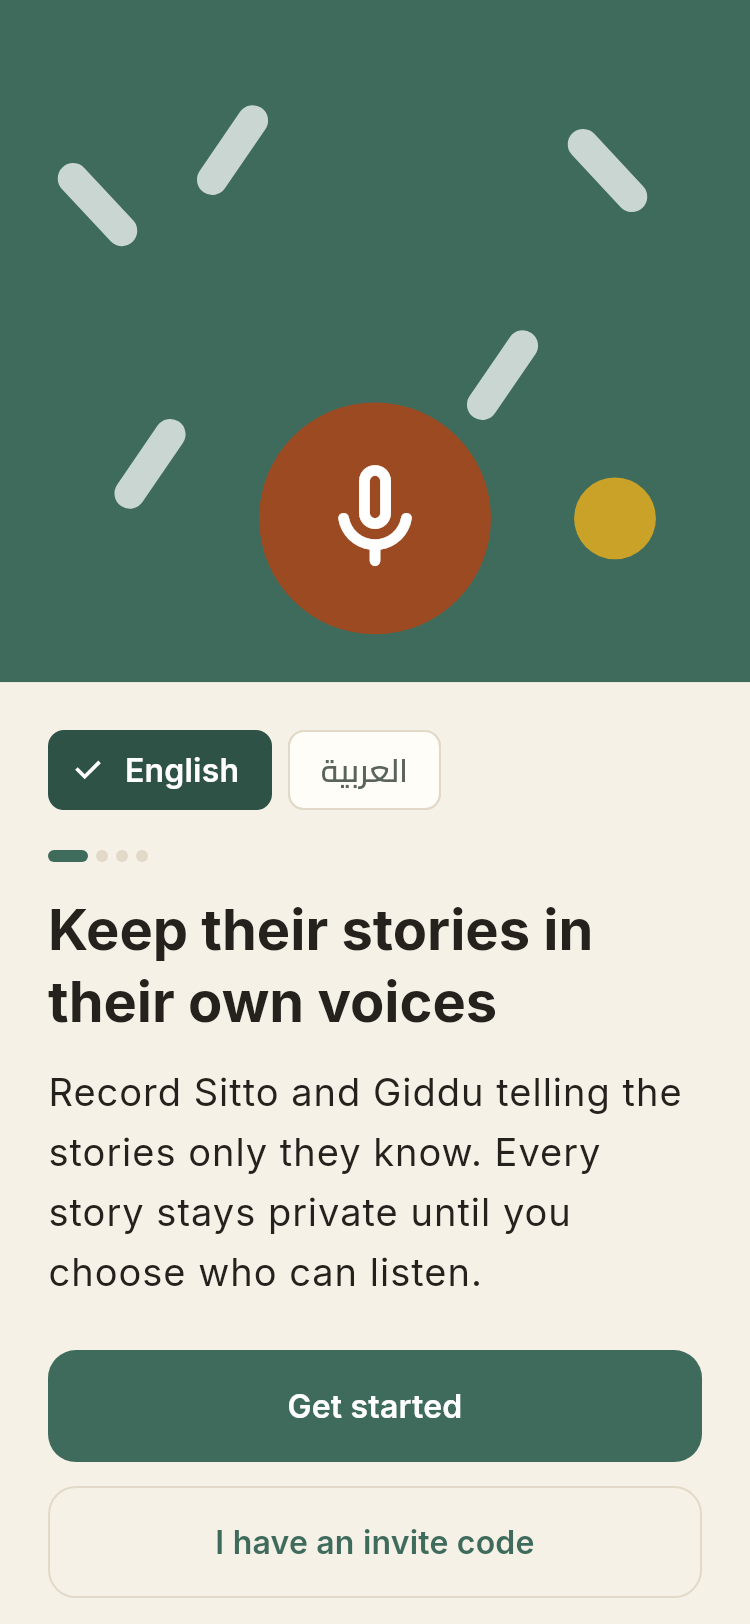 English
العربية
Keep their stories in
their own voices
Record Sitto and Giddu telling the
stories only they know. Every
story stays private until you
choose who can listen.
Get started
I have an invite code